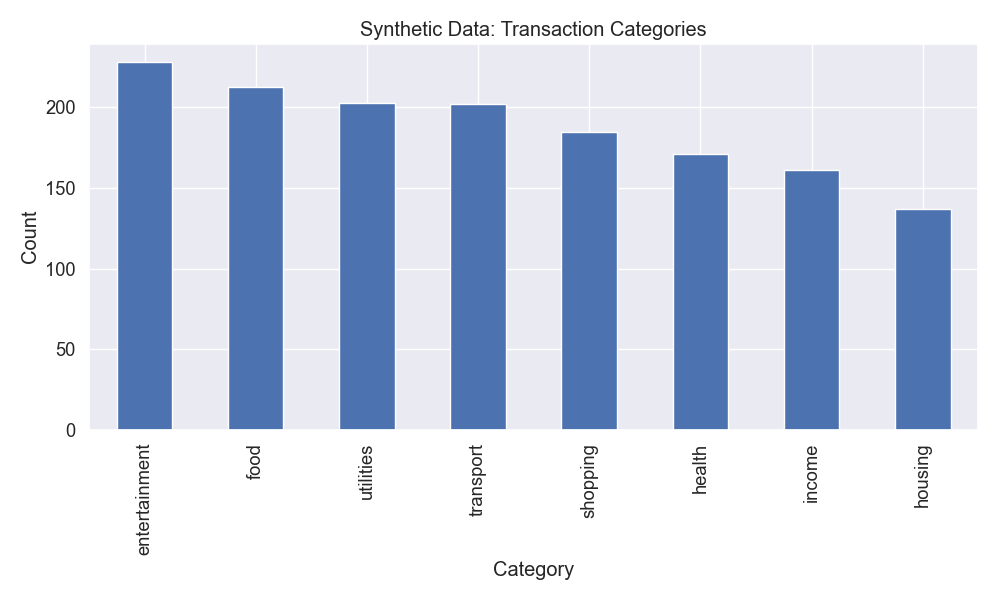 Synthetic Data: Transaction Categories
Count
200
150
100
50
0
entertainment
food
utilities
transport
shopping
health
income
housing
Category